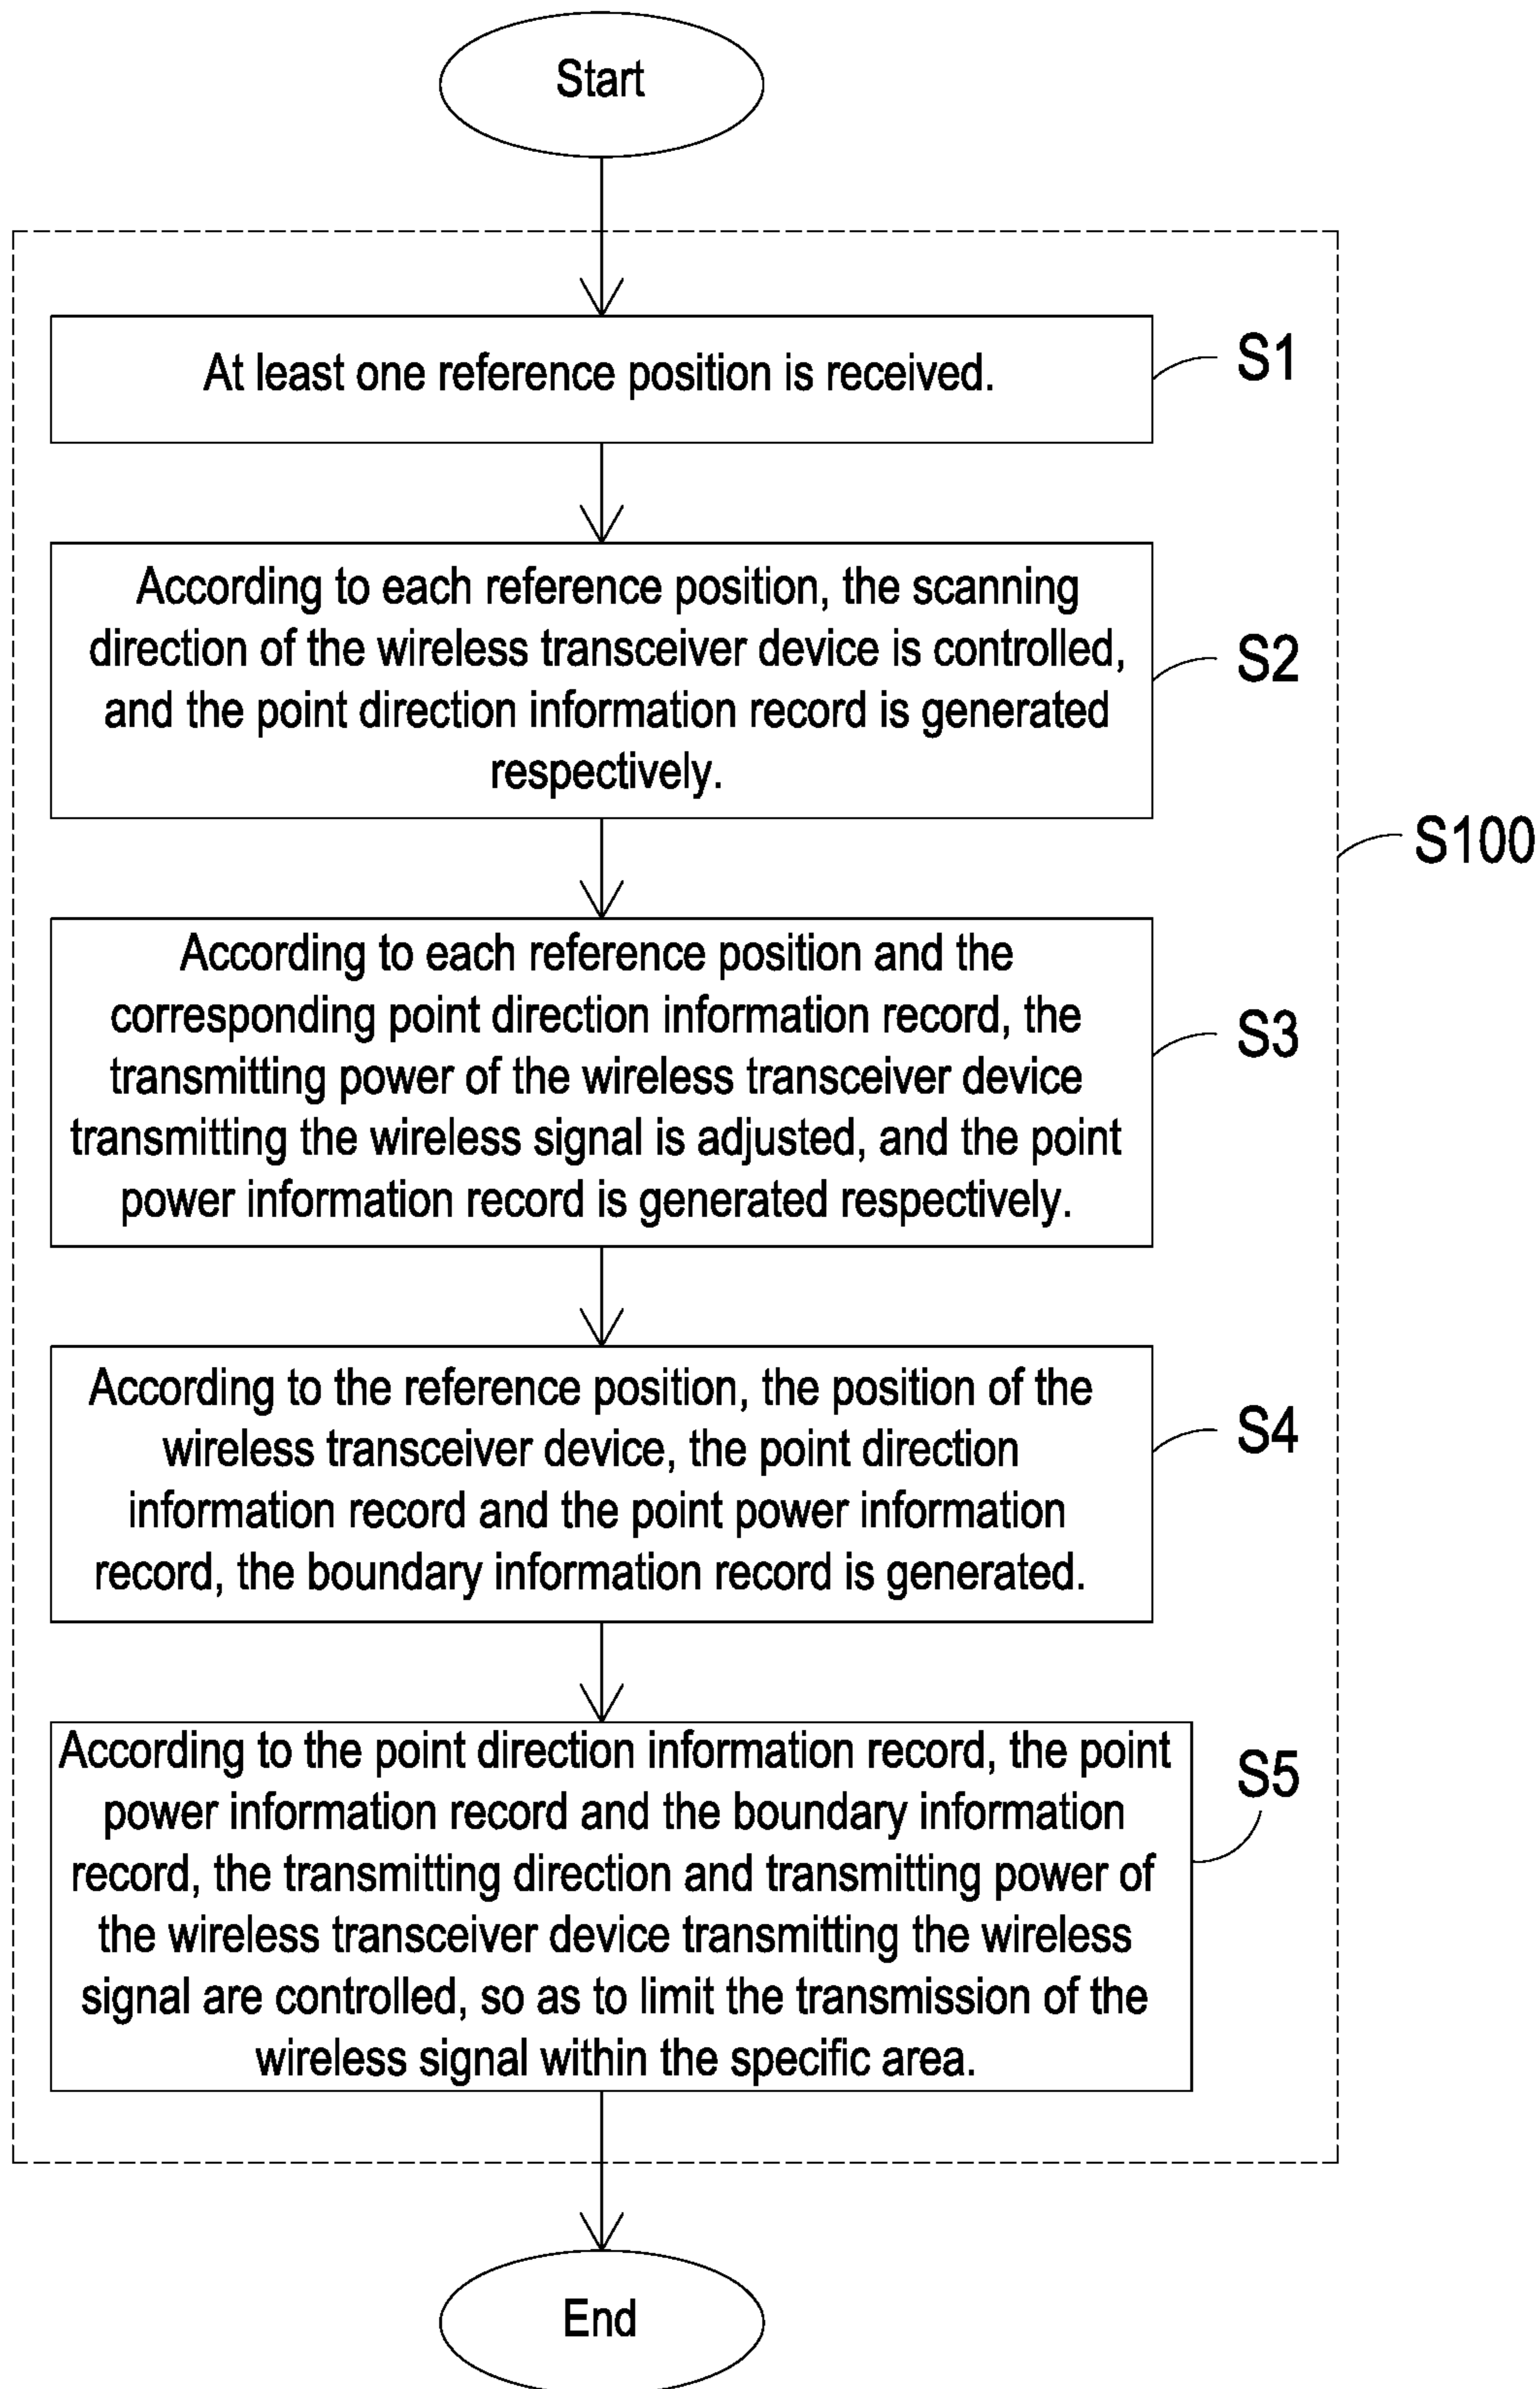 Start
At least one reference position is received.
S1
According to each reference position, the scanning
direction of the wireless transceiver device is controlled,
and the point direction information record is generated
respectively.
S2
S100
According to each reference position and the
corresponding point direction information record, the
transmitting power of the wireless transceiver device
transmitting the wireless signal is adjusted, and the point
power information record is generated respectively.
S3
According to the reference position, the position of the
wireless transceiver device, the point direction
information record and the point power information
record, the boundary information record is generated.
S4
According to the point direction information record, the point
power information record and the boundary information
record, the transmitting direction and transmitting power of
the wireless transceiver device transmitting the wireless
signal are controlled, so as to limit the transmission of the
wireless signal within the specific area.
S5
End